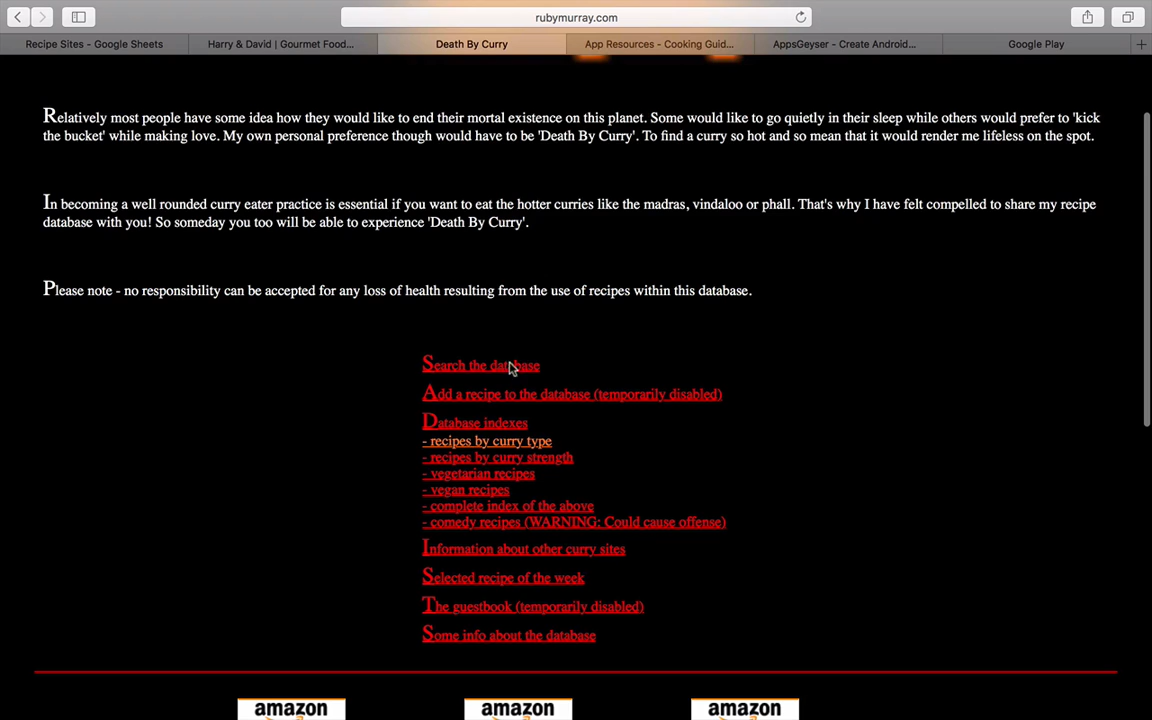 rubymurray.com
Recipe Sites - Google Sheets
Harry & David | Gourmet Food...
Death By Curry
App Resources - Cooking Guid...
AppsGeyser - Create Android...
Google Play
Relatively most people have some idea how they would like to end their mortal existence on this planet. Some would like to go quietly in their sleep while others would prefer to 'kick
the bucket' while making love. My own personal preference though would have to be 'Death By Curry'. To find a curry so hot and so mean that it would render me lifeless on the spot.
In becoming a well rounded curry eater practice is essential if you want to eat the hotter curries like the madras, vindaloo or phall. That's why I have felt compelled to share my recipe
database with you! So someday you too will be able to experience 'Death By Curry'.
Please note - no responsibility can be accepted for any loss of health resulting from the use of recipes within this database.
Search the database
Add a recipe to the database (temporarily disabled)
Database indexes
- recipes by curry type
- recipes by curry strength
- vegetarian recipes
- vegan recipes
- complete index of the above
- comedy recipes (WARNING: Could cause offense)
Information about other curry sites
Selected recipe of the week
The guestbook (temporarily disabled)
Some info about the database
amazon
amazon
amazon